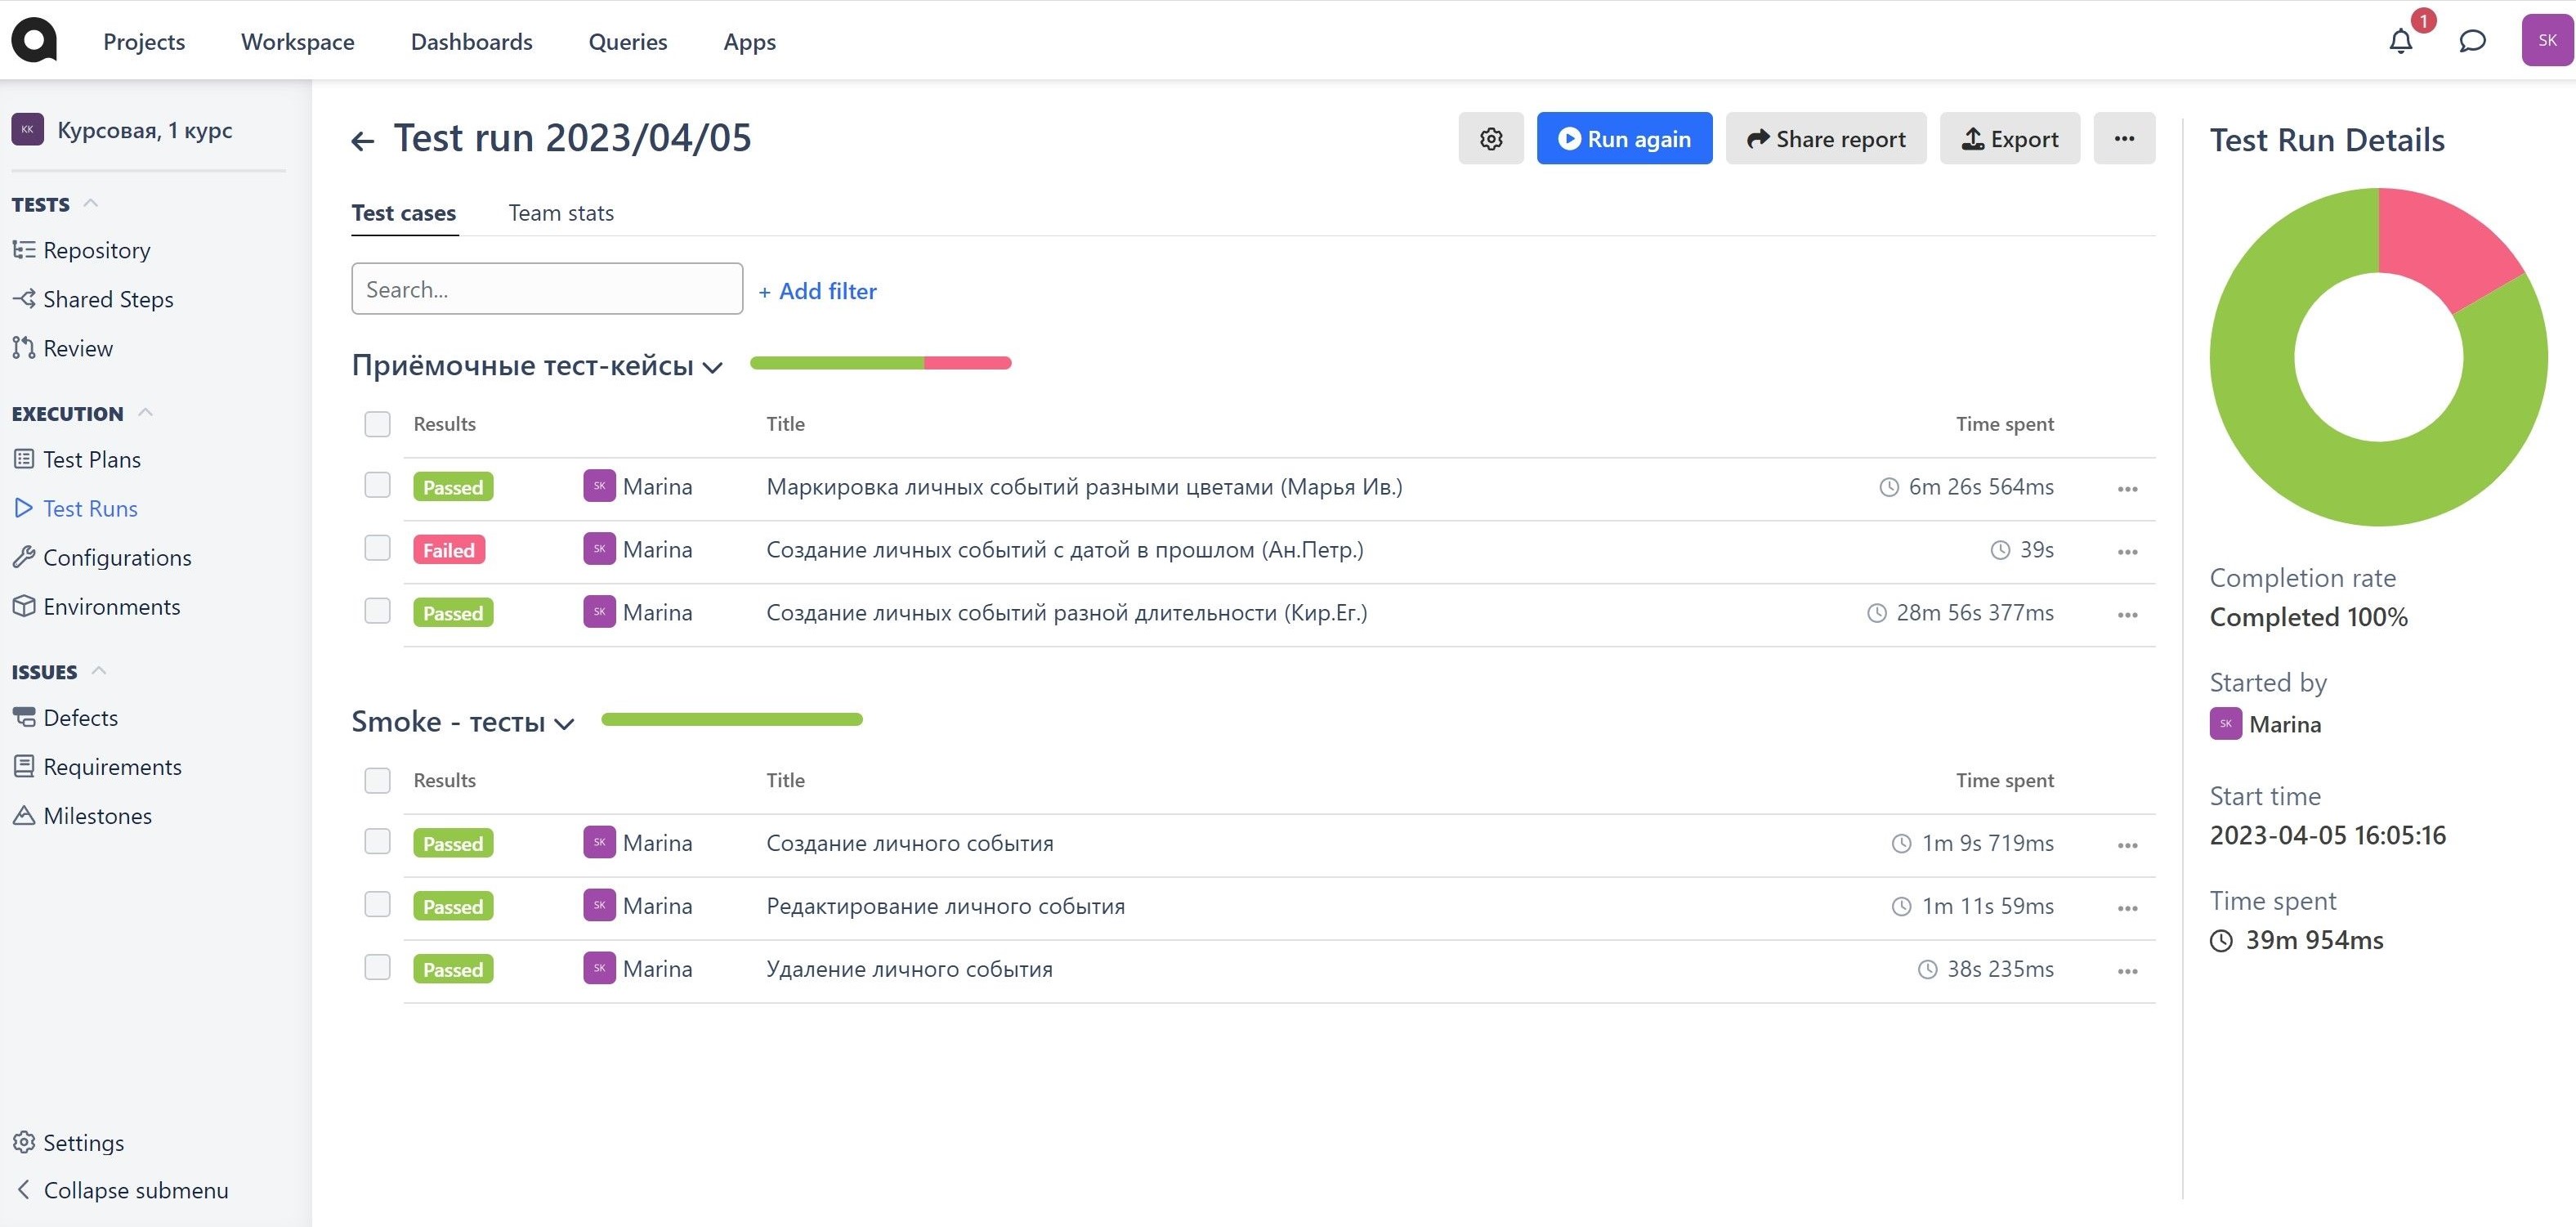 Projects Workspace Dashboards Queries Apps 1 SK
КК Курсовая, 1 курс
TESTS
Repository
Shared Steps
Review
EXECUTION
Test Plans
Test Runs
Configurations
Environments
ISSUES
Defects
Requirements
Milestones
Settings
Collapse submenu
Test run 2023/04/05
Run again Share report Export
Test cases Team stats
Search... + Add filter
Приёмочные тест-кейсы
Results Title Time spent
Passed SK Marina Маркировка личных событий разными цветами (Марья Ив.) 6m 26s 564ms
Failed SK Marina Создание личных событий с датой в прошлом (Ан.Петр.) 39s
Passed SK Marina Создание личных событий разной длительности (Кир.Ег.) 28m 56s 377ms
Smoke - тесты
Results Title Time spent
Passed SK Marina Создание личного события 1m 9s 719ms
Passed SK Marina Редактирование личного события 1m 11s 59ms
Passed SK Marina Удаление личного события 38s 235ms
Test Run Details
Completion rate
Completed 100%
Started by
SK Marina
Start time
2023-04-05 16:05:16
Time spent
39m 954ms